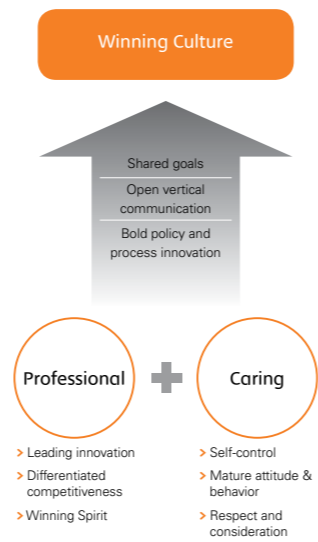 Winning Culture
Shared goals
Open vertical
communication
Bold policy and
process innovation
Professional
Caring
> Leading innovation
> Differentiated
competitiveness
> Winning Spirit
> Self-control
> Mature attitude &
behavior
> Respect and
consideration